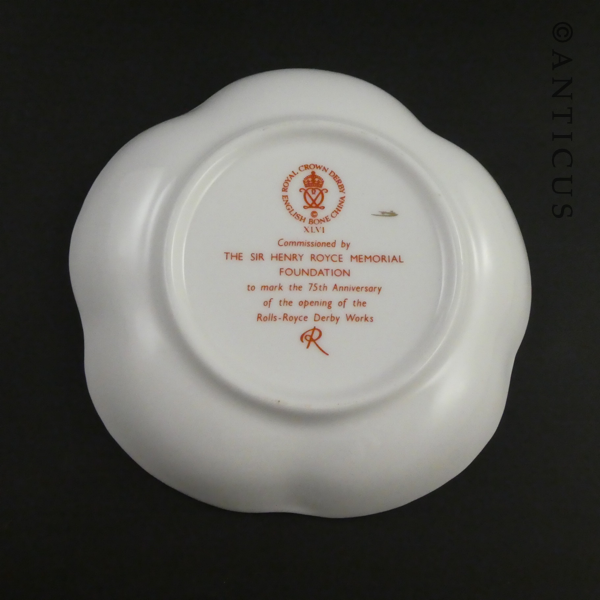 ROYAL CROWN DERBY
ENGLISH BONE CHINA
©
XLVI
Commissioned by
THE SIR HENRY ROYCE MEMORIAL
FOUNDATION
to mark the 75th Anniversary
of the opening of the
Rolls-Royce Derby Works
R
©ANTICUS